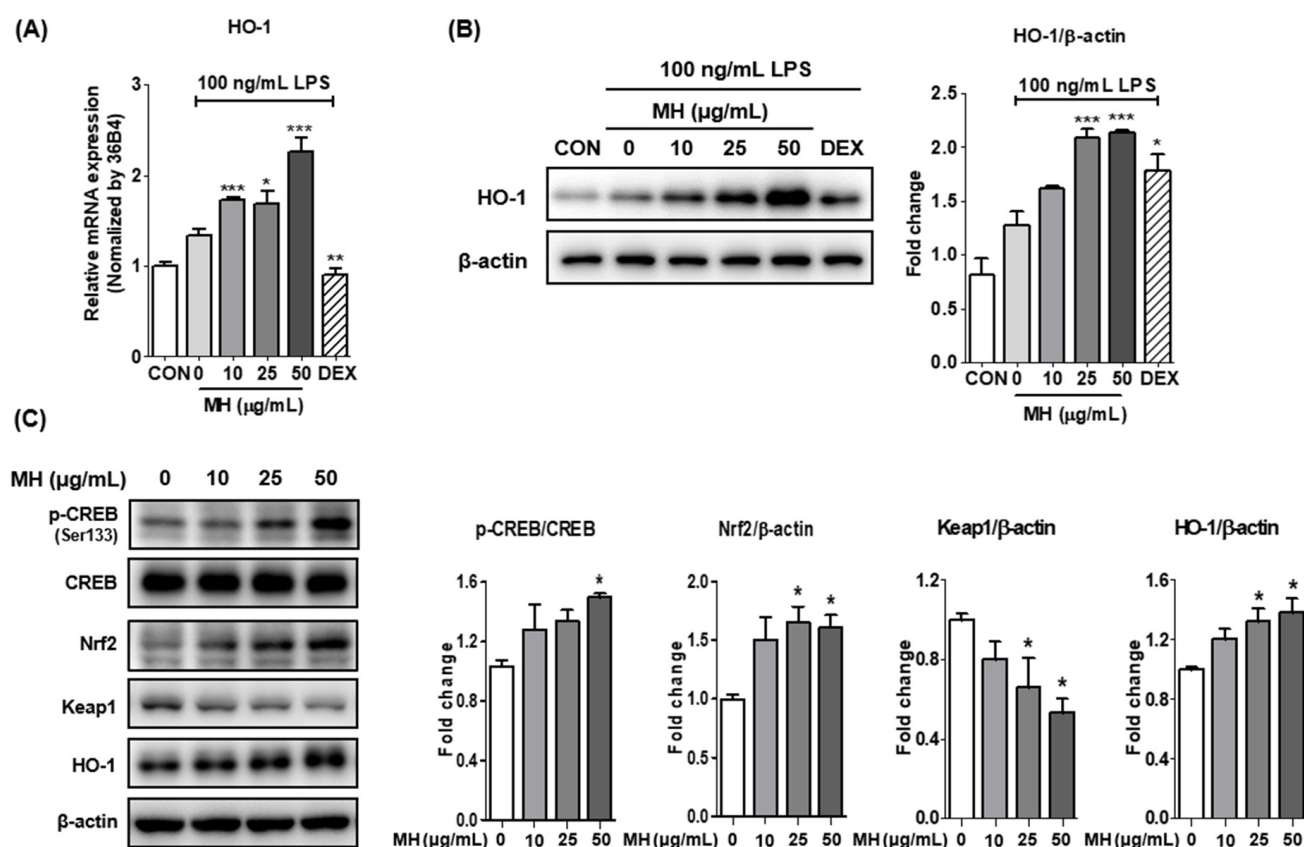 (A)
HO-1
100 ng/mL LPS
***
***
*
**
Relative mRNA expression
(Nomalized by 36B4)
3
2
1
0
CON 0 10 25 50 DEX
MH (µg/mL)
(B)
100 ng/mL LPS
MH (µg/mL)
CON 0 10 25 50 DEX
HO-1
β-actin
HO-1/β-actin
100 ng/mL LPS
*** ***
*
Fold change
2.5
2.0
1.5
1.0
0.5
0.0
CON 0 10 25 50 DEX
MH (µg/mL)
(C)
MH (µg/mL) 0 10 25 50
p-CREB
(Ser133)
CREB
Nrf2
Keap1
HO-1
β-actin
p-CREB/CREB
*
Fold change
1.6
1.2
0.8
0.4
0.0
MH (µg/mL) 0 10 25 50
Nrf2/β-actin
* *
Fold change
2.0
1.5
1.0
0.5
0.0
MH (µg/mL) 0 10 25 50
Keap1/β-actin
*
*
Fold change
1.2
0.8
0.4
0.0
MH (µg/mL) 0 10 25 50
HO-1/β-actin
* *
Fold change
1.6
1.2
0.8
0.4
0.0
MH (µg/mL) 0 10 25 50